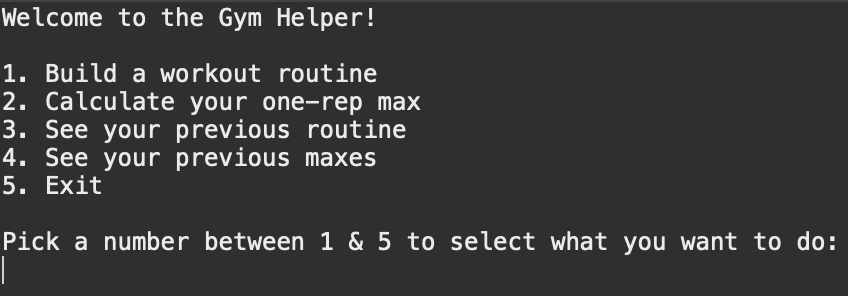 Welcome to the Gym Helper!
1. Build a workout routine
2. Calculate your one-rep max
3. See your previous routine
4. See your previous maxes
5. Exit
Pick a number between 1 & 5 to select what you want to do: